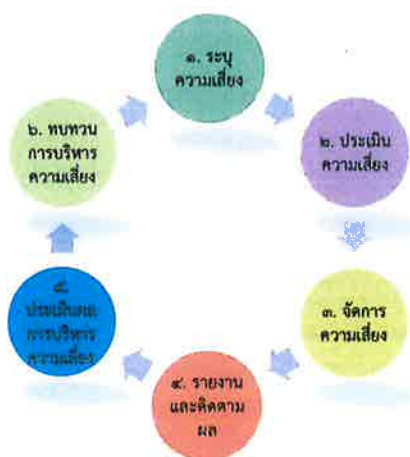 ๑. ระบุ
ความเสี่ยง
๒. ประเมิน
ความเสี่ยง
๓. จัดการ
ความเสี่ยง
๔. รายงาน
และติดตาม
ผล
๕.
ประเมินผล
การบริหาร
ความเสี่ยง
๖. ทบทวน
การบริหาร
ความเสี่ยง